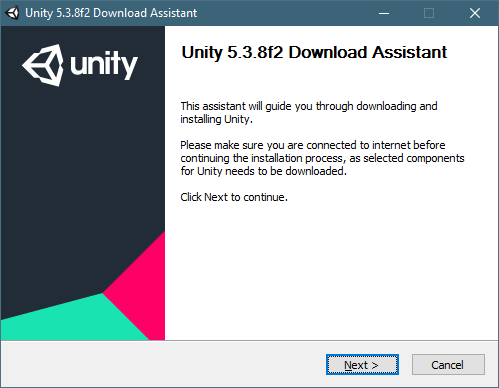 Unity 5.3.8f2 Download Assistant
unity
Unity 5.3.8f2 Download Assistant
This assistant will guide you through downloading and
installing Unity.
Please make sure you are connected to internet before
continuing the installation process, as selected components
for Unity needs to be downloaded.
Click Next to continue.
Next >
Cancel